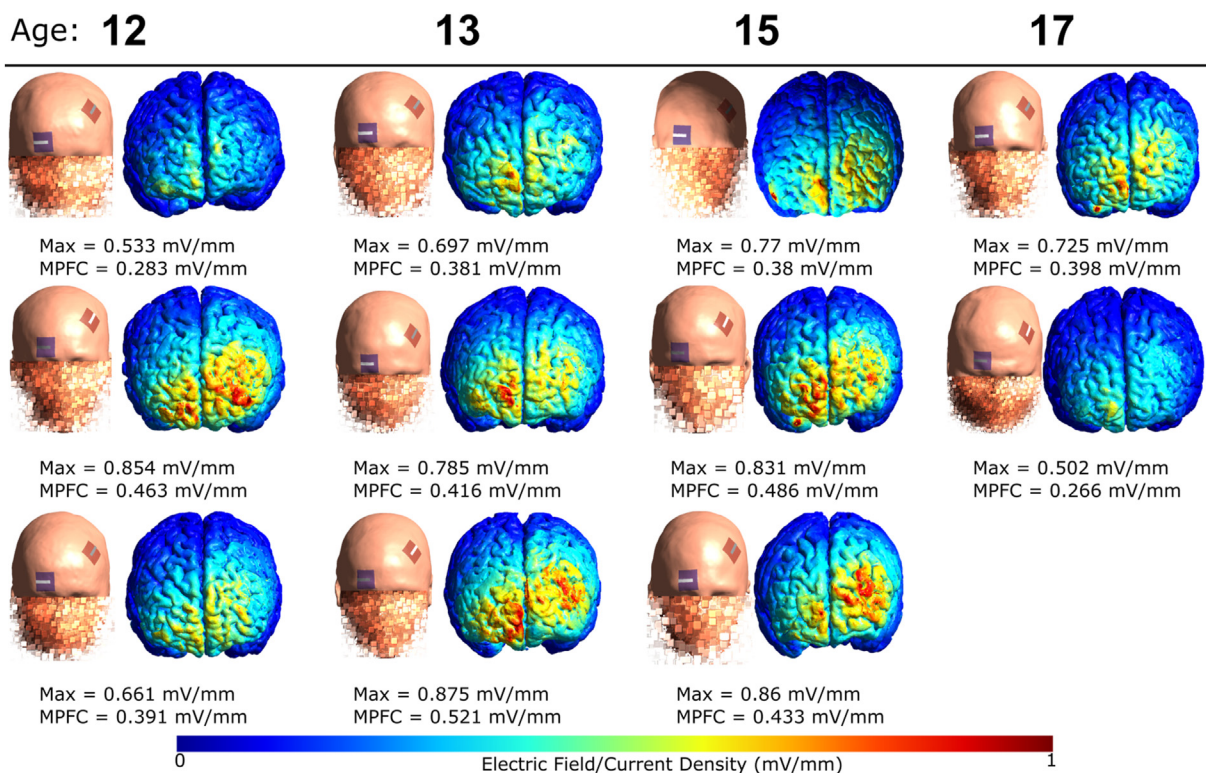 Age: 12 13 15 17
Max = 0.533 mV/mm
MPFC = 0.283 mV/mm
Max = 0.697 mV/mm
MPFC = 0.381 mV/mm
Max = 0.77 mV/mm
MPFC = 0.38 mV/mm
Max = 0.725 mV/mm
MPFC = 0.398 mV/mm
Max = 0.854 mV/mm
MPFC = 0.463 mV/mm
Max = 0.785 mV/mm
MPFC = 0.416 mV/mm
Max = 0.831 mV/mm
MPFC = 0.486 mV/mm
Max = 0.502 mV/mm
MPFC = 0.266 mV/mm
Max = 0.661 mV/mm
MPFC = 0.391 mV/mm
Max = 0.875 mV/mm
MPFC = 0.521 mV/mm
Max = 0.86 mV/mm
MPFC = 0.433 mV/mm
0 Electric Field/Current Density (mV/mm) 1